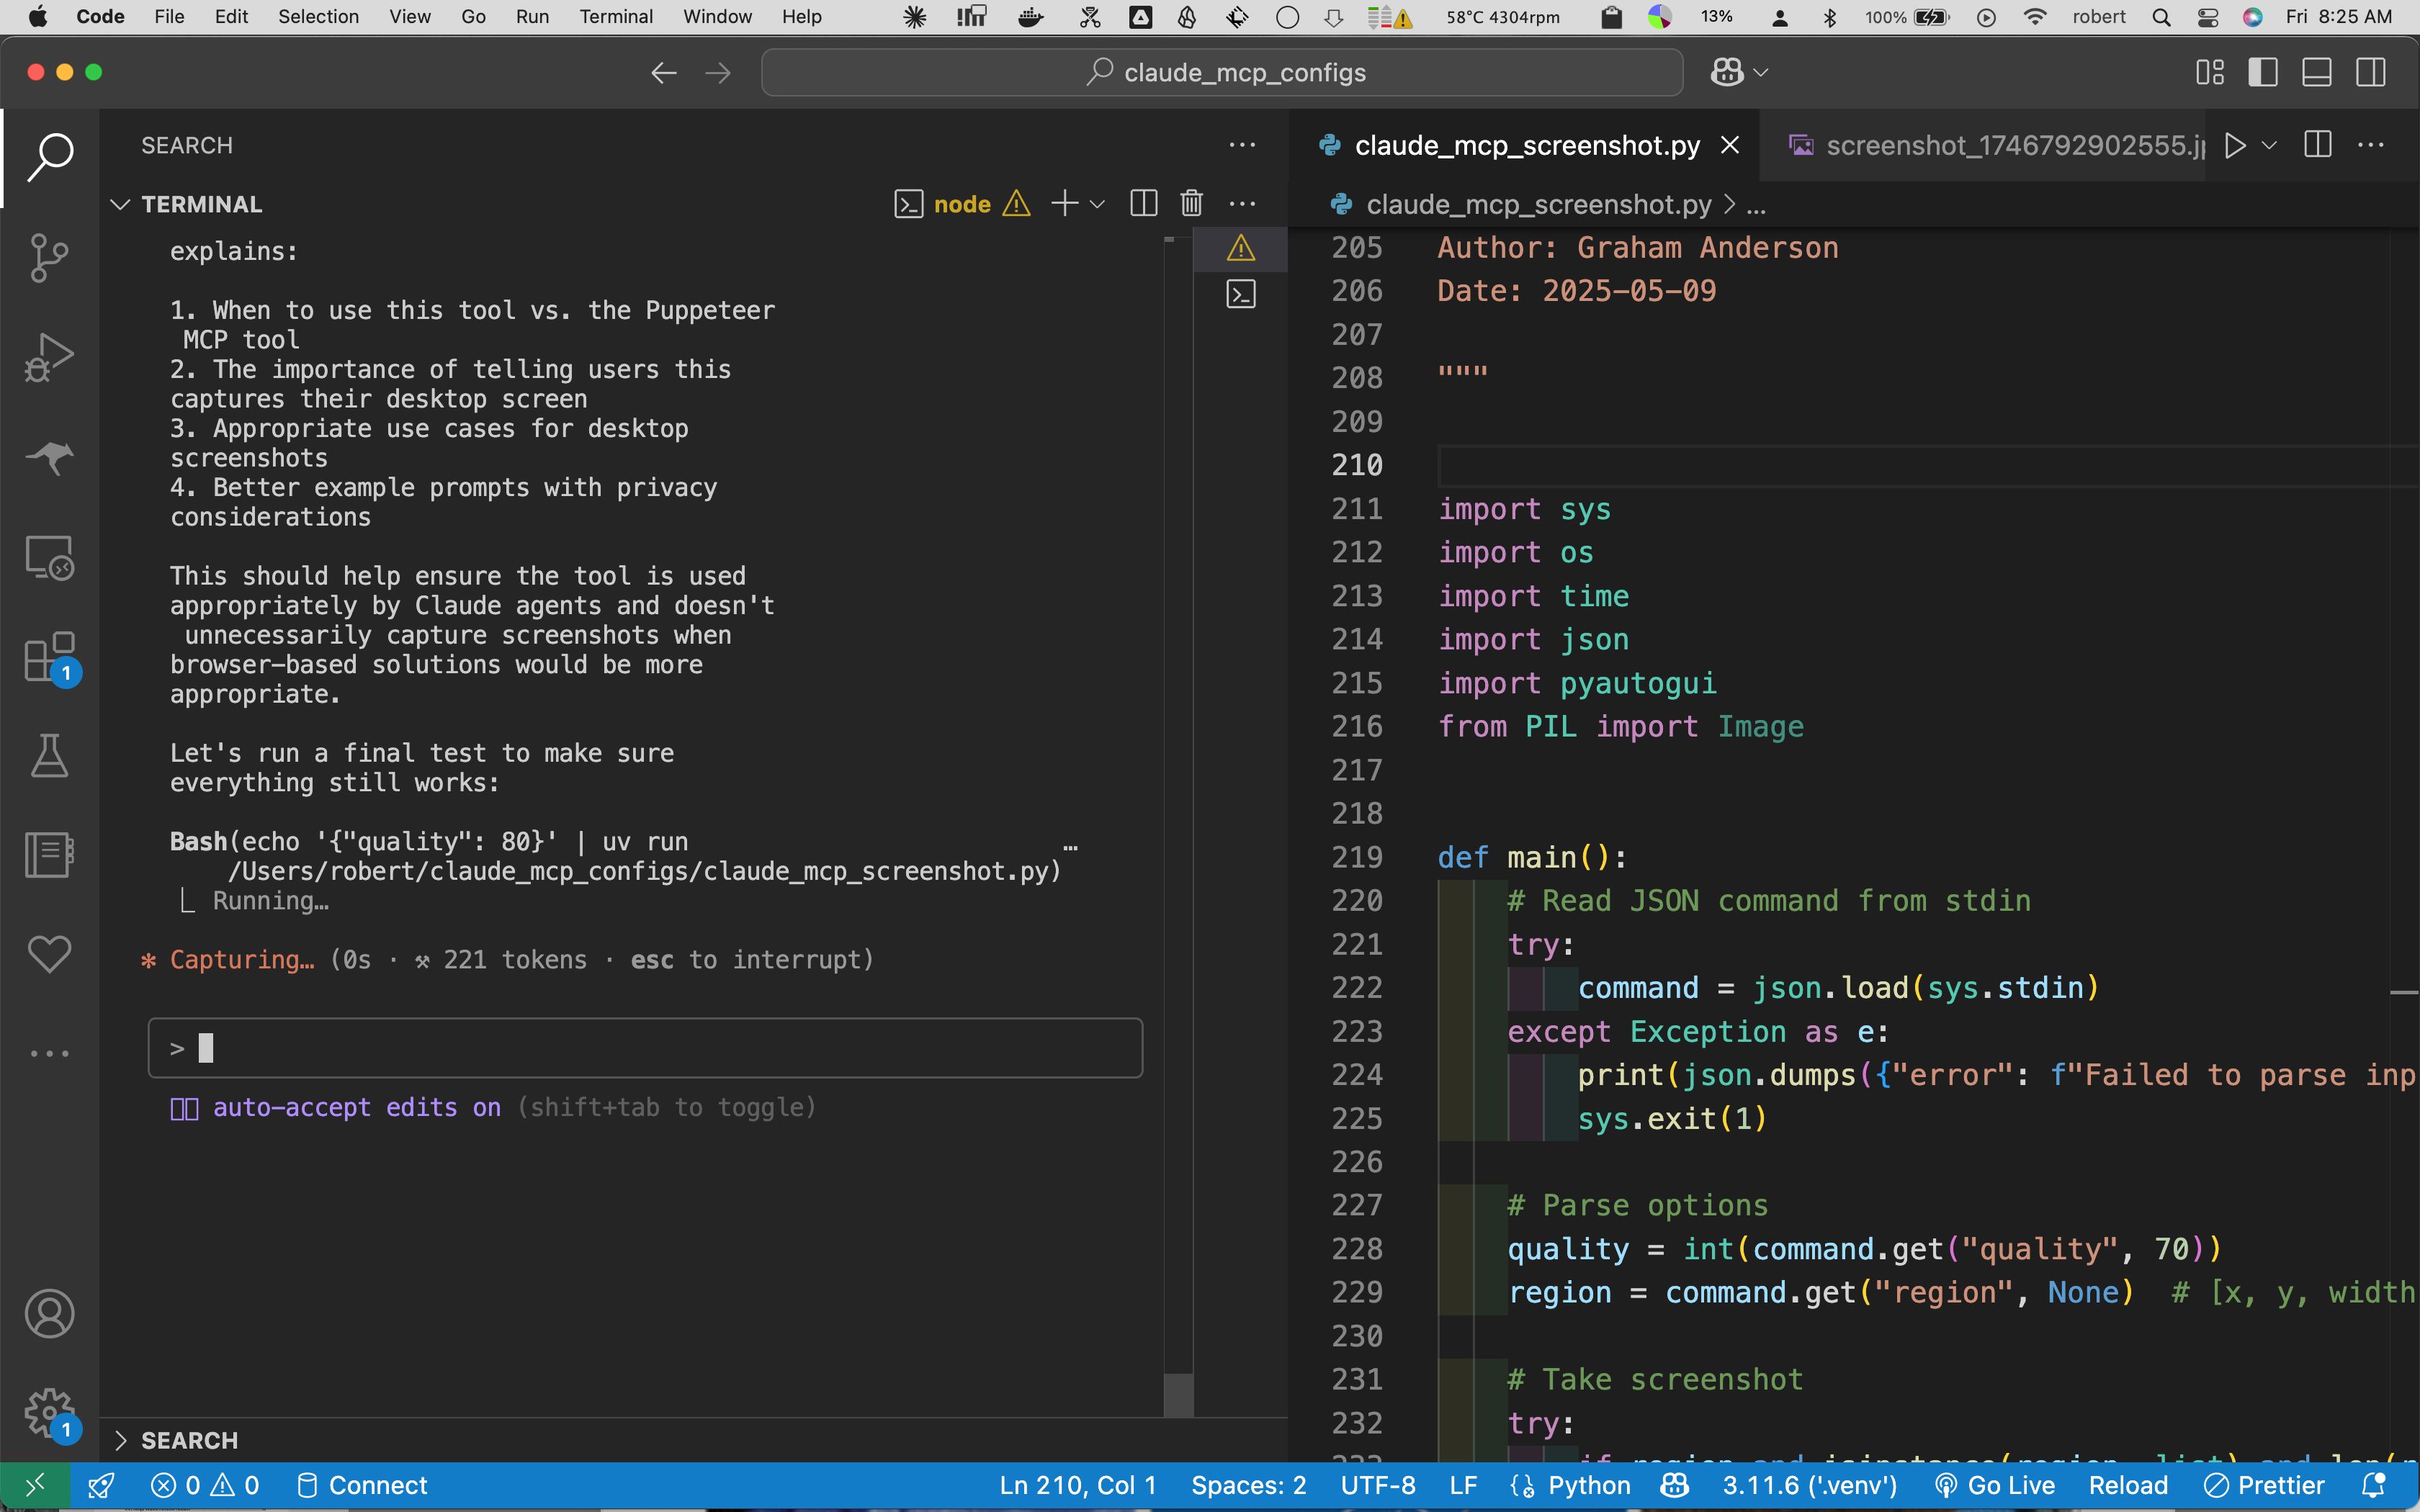 Code File Edit Selection View Go Run Terminal Window Help 58°C 4304rpm 13% 100% robert Fri 8:25 AM
claude_mcp_configs
SEARCH
TERMINAL
node
explains:
1. When to use this tool vs. the Puppeteer
MCP tool
2. The importance of telling users this
captures their desktop screen
3. Appropriate use cases for desktop
screenshots
4. Better example prompts with privacy
considerations
This should help ensure the tool is used
appropriately by Claude agents and doesn't
unnecessarily capture screenshots when
browser-based solutions would be more
appropriate.
Let's run a final test to make sure
everything still works:
Bash(echo '{"quality": 80}' | uv run …
/Users/robert/claude_mcp_configs/claude_mcp_screenshot.py)
Running…
* Capturing… (0s · ⚒ 221 tokens · esc to interrupt)
>
auto-accept edits on (shift+tab to toggle)
SEARCH
1
1
claude_mcp_screenshot.py screenshot_1746792902555.j
claude_mcp_screenshot.py > ...
205 Author: Graham Anderson
206 Date: 2025-05-09
207
208 """
209
210
211 import sys
212 import os
213 import time
214 import json
215 import pyautogui
216 from PIL import Image
217
218
219 def main():
220 # Read JSON command from stdin
221 try:
222 command = json.load(sys.stdin)
223 except Exception as e:
224 print(json.dumps({"error": f"Failed to parse inp
225 sys.exit(1)
226
227 # Parse options
228 quality = int(command.get("quality", 70))
229 region = command.get("region", None) # [x, y, width
230
231 # Take screenshot
232 try:
0 0 Connect Ln 210, Col 1 Spaces: 2 UTF-8 LF Python 3.11.6 ('.venv') Go Live Reload Prettier